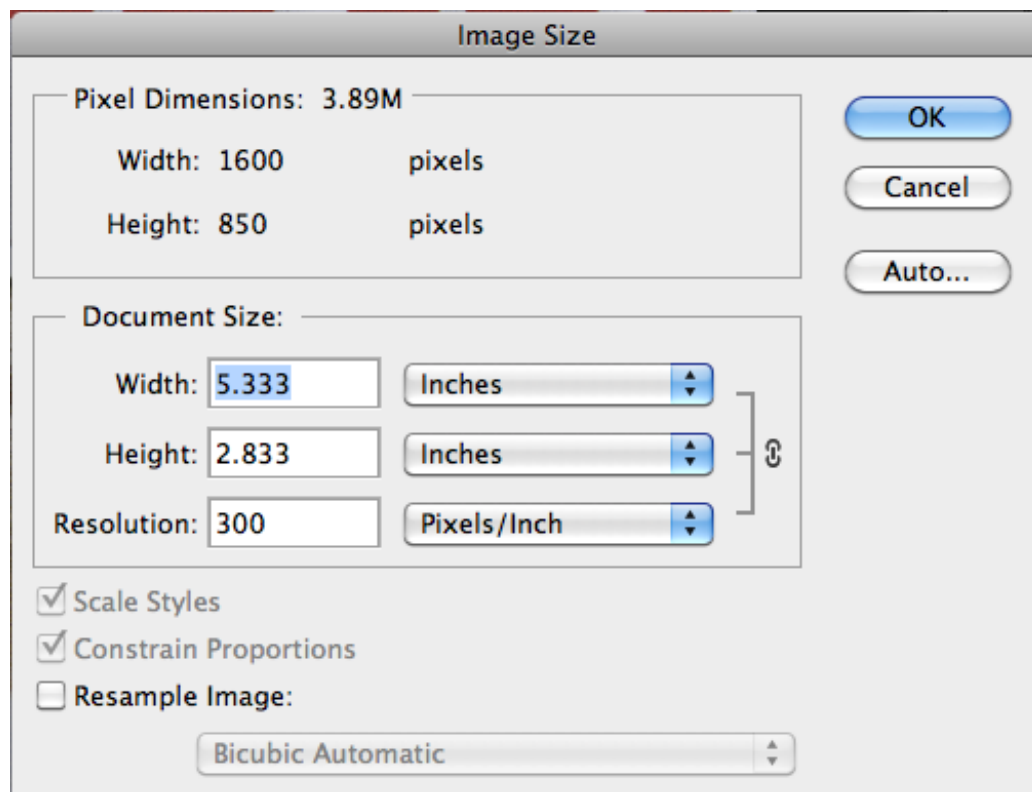 Image Size
Pixel Dimensions: 3.89M
OK
Width: 1600 pixels
Cancel
Height: 850 pixels
Auto...
Document Size:
Width: 5.333 Inches
Height: 2.833 Inches
Resolution: 300 Pixels/Inch
Scale Styles
Constrain Proportions
Resample Image:
Bicubic Automatic